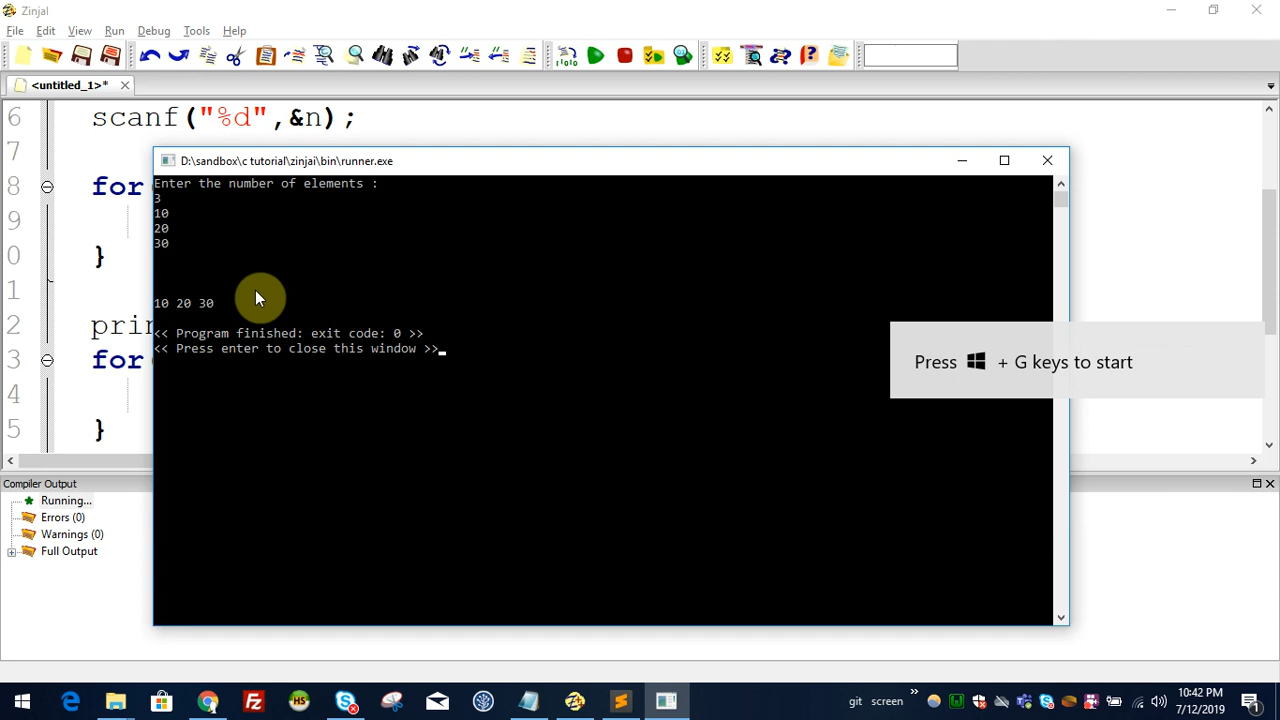 Zinjal
File Edit View Run Debug Tools Help
<untitled_1>*
6 scanf("%d",&n);
7
8 for
9
0 }
1
2 prin
3 for
4
5 }
D:\sandbox\c tutorial\zinjai\bin\runner.exe
Enter the number of elements :
3
10
20
30
10 20 30
<< Program finished: exit code: 0 >>
<< Press enter to close this window >>
Press + G keys to start
Compiler Output
Running...
Errors (0)
Warnings (0)
Full Output
git screen
10:42 PM
7/12/2019